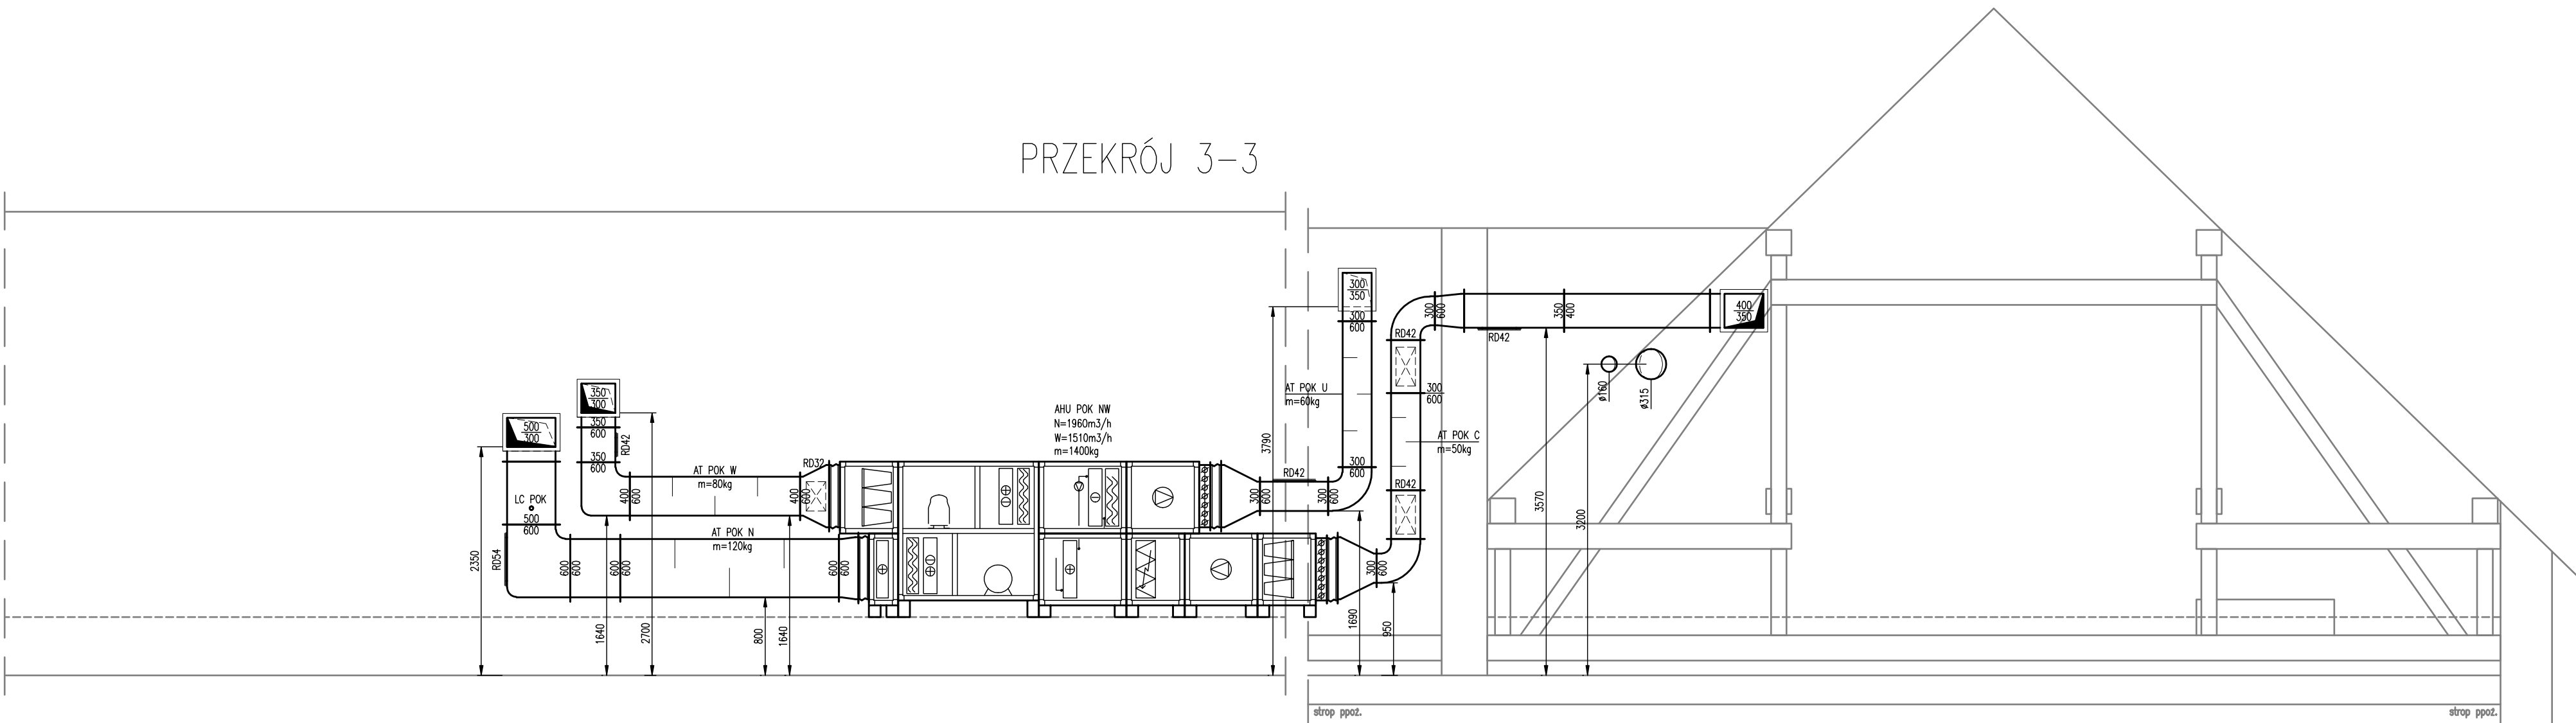 PRZEKRÓJ 3-3
300
350
300
600
400
350
350
400
300
600
RD42
RD42
ø160
ø315
3570
3200
350
300
350
600
350
600
RD42
500
300
LC POK
500
600
RD54
2350
AT POK W
m=80kg
400
600
400
600
RD32
AT POK N
m=120kg
600
600
600
600
600
600
1640
2700
800
1640
AHU POK NW
N=1960m3/h
W=1510m3/h
m=1400kg
AT POK U
m=60kg
3790
300
600
RD42
300
600
300
600
300
600
AT POK C
m=50kg
RD42
300
600
1690
950
strop ppoż.
strop ppoż.